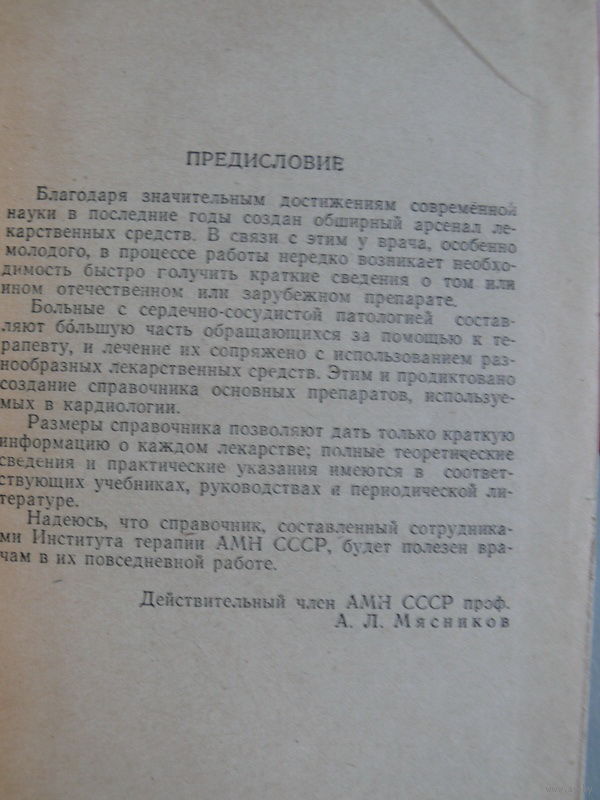 ПРЕДИСЛОВИЕ
Благодаря значительным достижениям современной
науки в последние годы создан обширный арсенал ле-
карственных средств. В связи с этим у врача, особенно
молодого, в процессе работы нередко возникает необхо-
димость быстро голучить краткие сведения о том или
ином отечественном или зарубежном препарате.
Больные с сердечно-сосудистой патологией состав-
ляют бóльшую часть обращающихся за помощью к те-
рапевту, и лечение их сопряжено с использованием раз-
нообразных лекарственных средств. Этим и продиктовано
создание справочника основных препаратов, используе-
мых в кардиологии.
Размеры справочника позволяют дать только краткую
информацию о каждом лекарстве; полные теоретические
сведения и практические указания имеются в соответ-
ствующих учебниках, руководствах и периодической ли-
тературе.
Надеюсь, что справочник, составленный сотрудника-
ми Института терапии АМН СССР, будет полезен вра-
чам в их повседневной работе.
Действительный член АМН СССР проф.
А. Л. Мясников